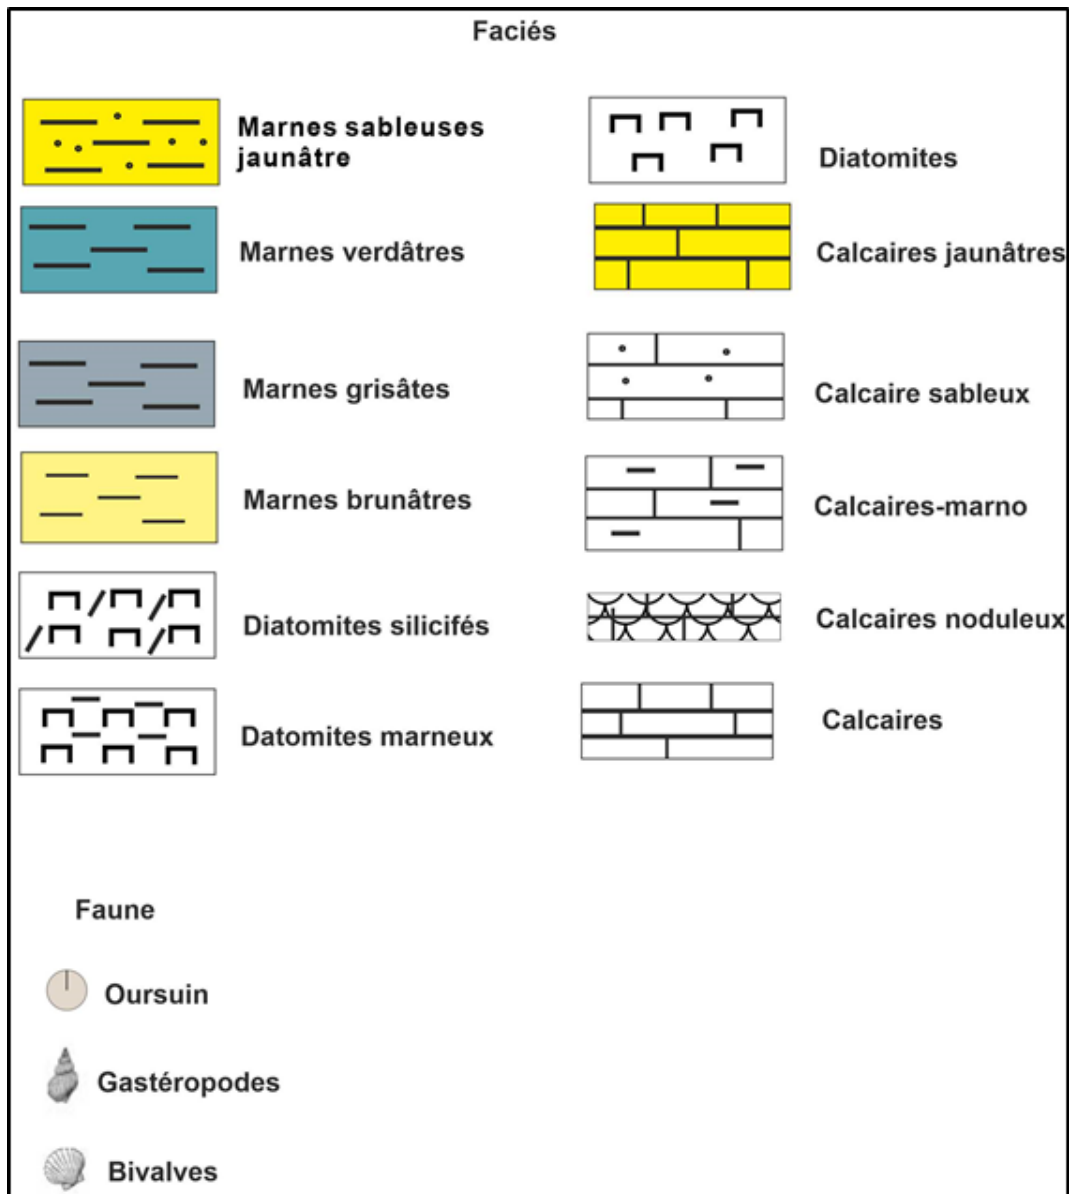 Faciés
Marnes sableuses
jaunâtre
Marnes verdâtres
Marnes grisâtes
Marnes brunâtres
Diatomites silicifés
Datomites marneux
Diatomites
Calcaires jaunâtres
Calcaire sableux
Calcaires-marno
Calcaires noduleux
Calcaires
Faune
Oursuin
Gastéropodes
Bivalves